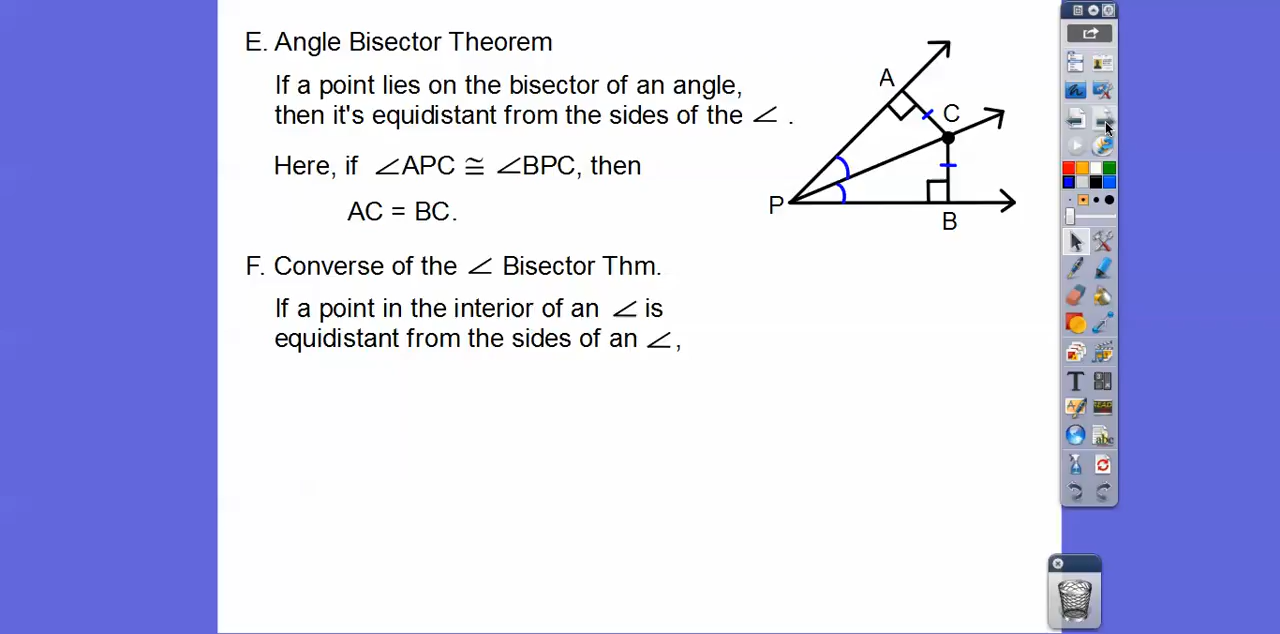 E. Angle Bisector Theorem
If a point lies on the bisector of an angle,
then it's equidistant from the sides of the ∠ .
Here, if ∠APC ≅ ∠BPC, then
AC = BC.
A
C
P
B
F. Converse of the ∠ Bisector Thm.
If a point in the interior of an ∠ is
equidistant from the sides of an ∠,